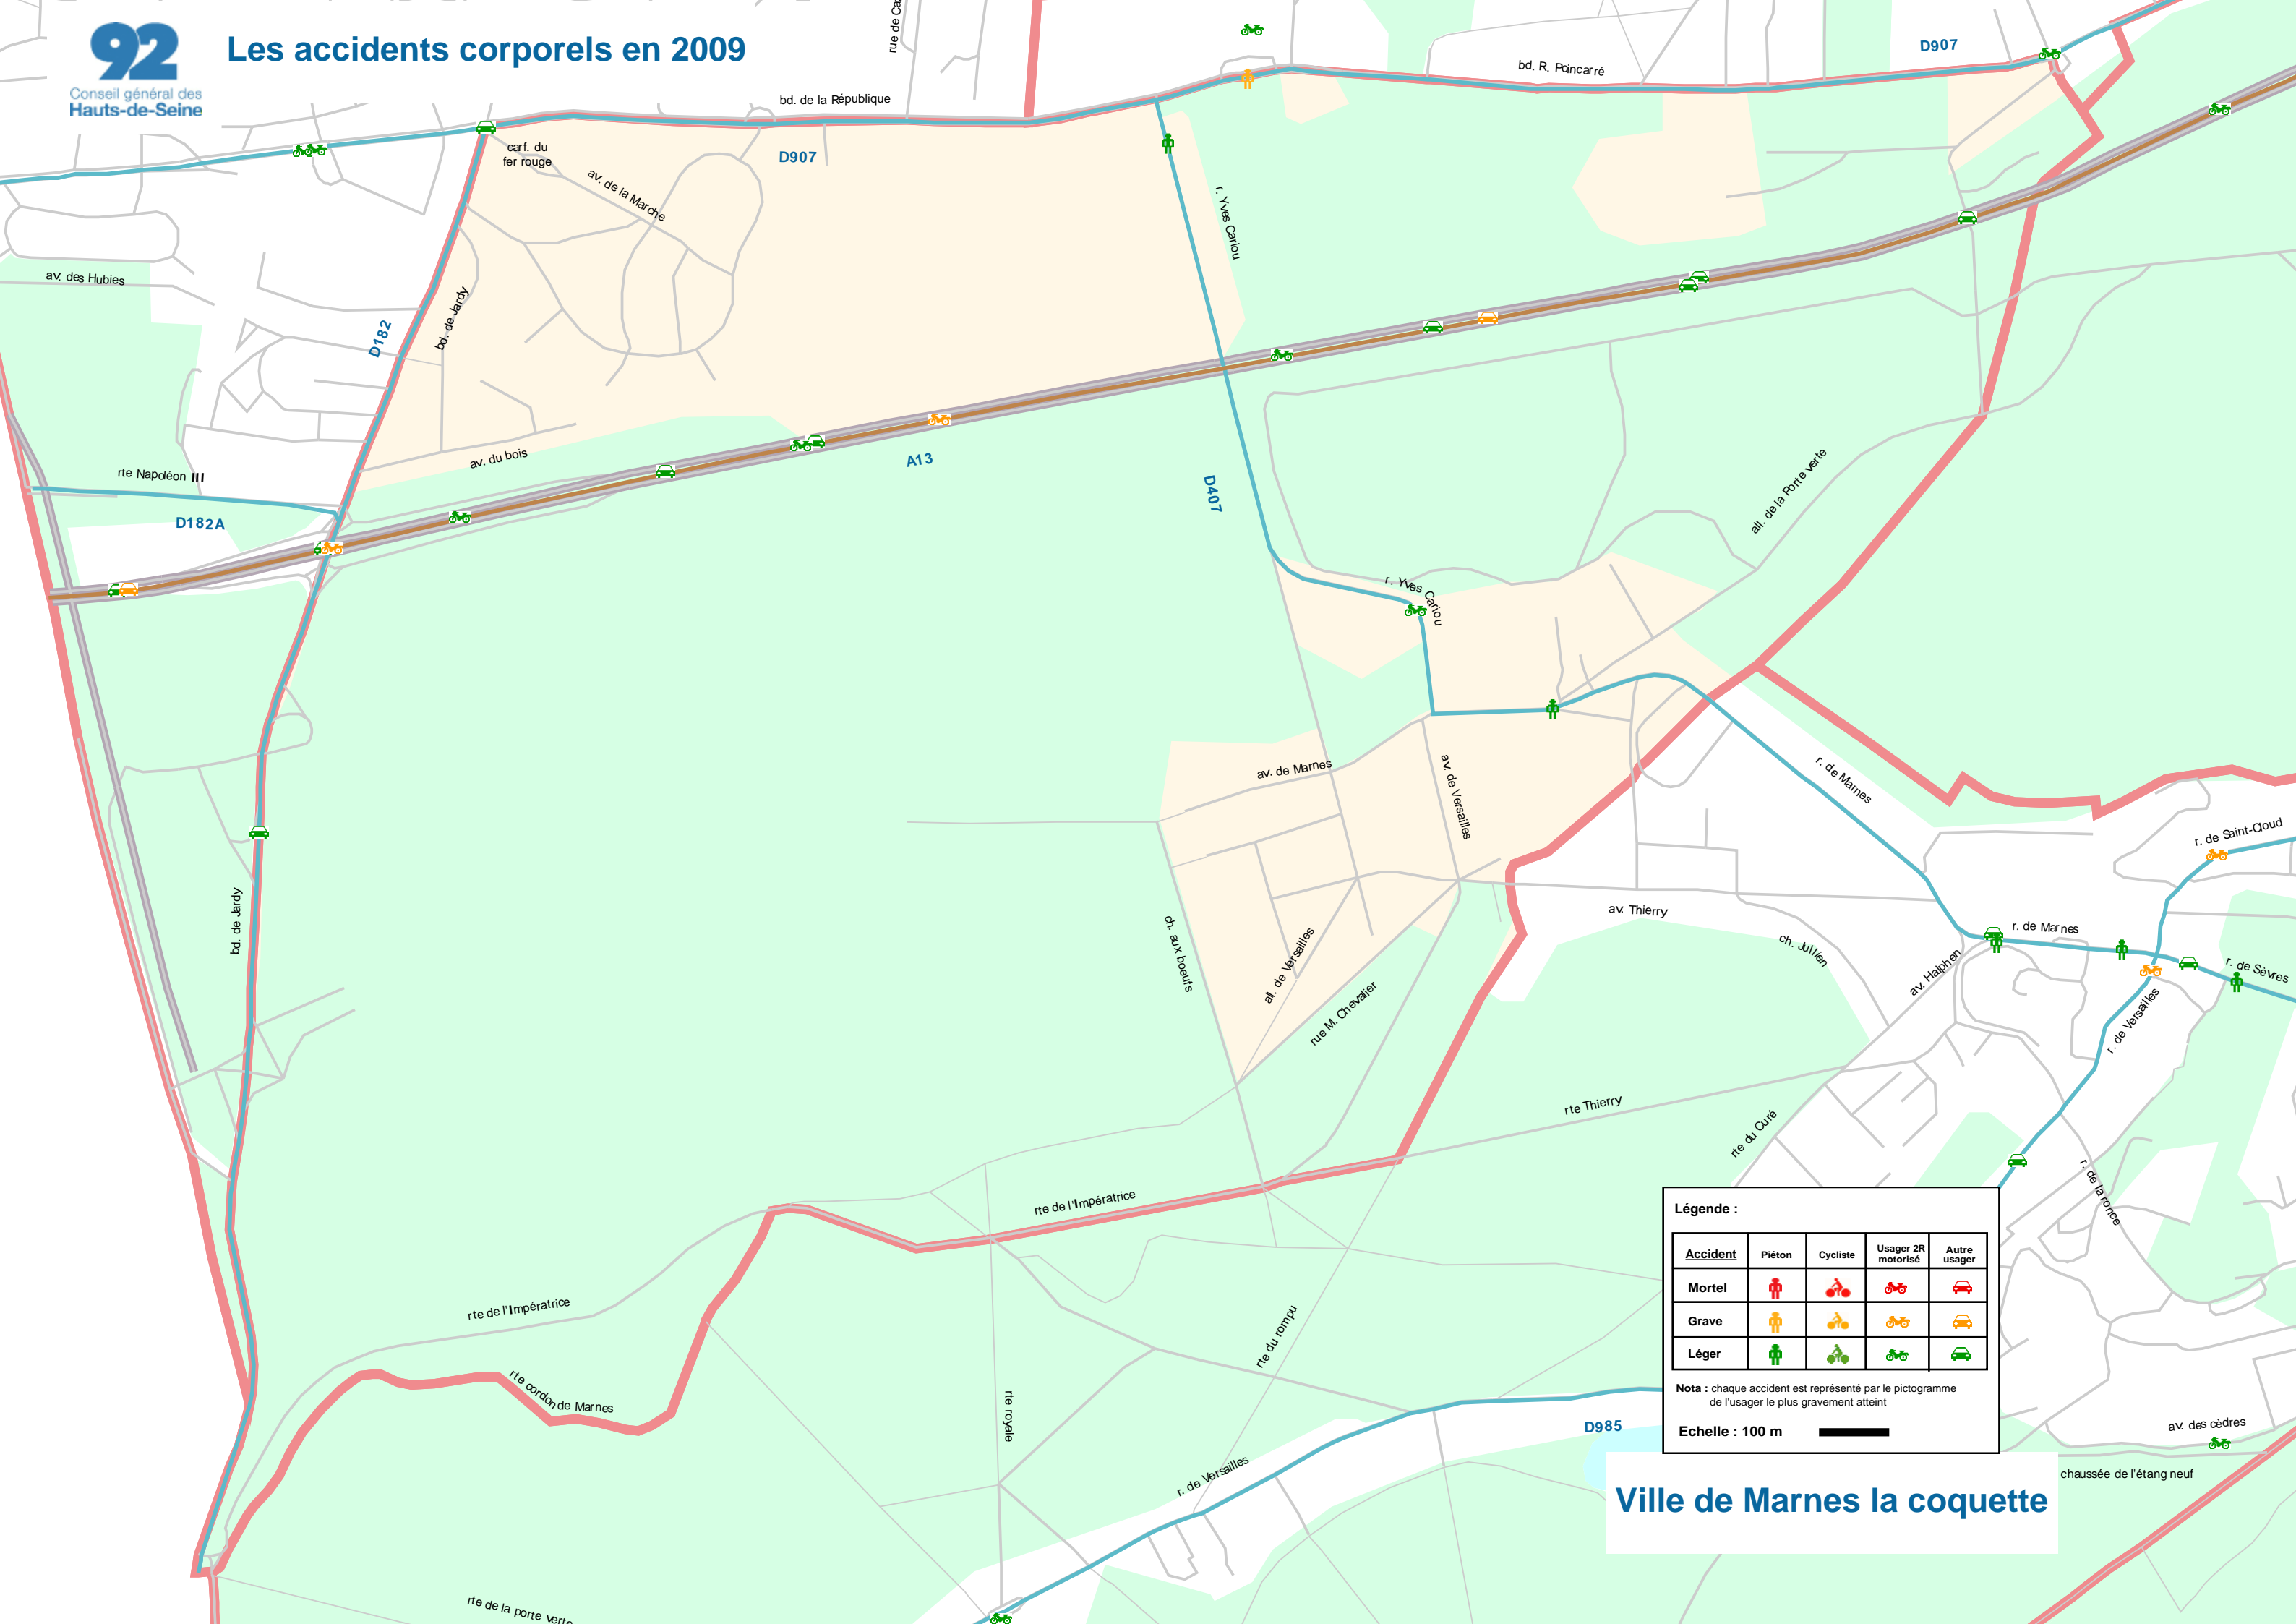 92
Conseil général des
Hauts-de-Seine
Les accidents corporels en 2009
bd. de la République
bd. R. Poincarré
D907
carf. du
fer rouge
D907
av. de la Marche
r. Yves Cariou
av. des Hubies
D182
bd. de Jardy
av. du bois
A13
rte Napoléon III
D182A
D407
all. de la Porte verte
r. Yves Cariou
av. de Marnes
av. de Versailles
r. de Marnes
r. de Saint-Cloud
bd. de Jardy
ch. aux boeufs
all. de Versailles
rue M. Chevalier
av. Thierry
ch. Jullien
av. Halphen
r. de Marnes
r. de Sèvres
r. de Versailles
rte Thierry
rte du Curé
r. de la ronce
rte de l'Impératrice
rte de l'Impératrice
rte cordon de Marnes
rte royale
rte du rompu
r. de Versailles
D985
rte de la porte verte
av. des cèdres
chaussée de l'étang neuf
Légende :
Accident Piéton Cycliste Usager 2R motorisé Autre usager
Mortel
Grave
Léger
Nota : chaque accident est représenté par le pictogramme
de l'usager le plus gravement atteint
Echelle : 100 m
Ville de Marnes la coquette